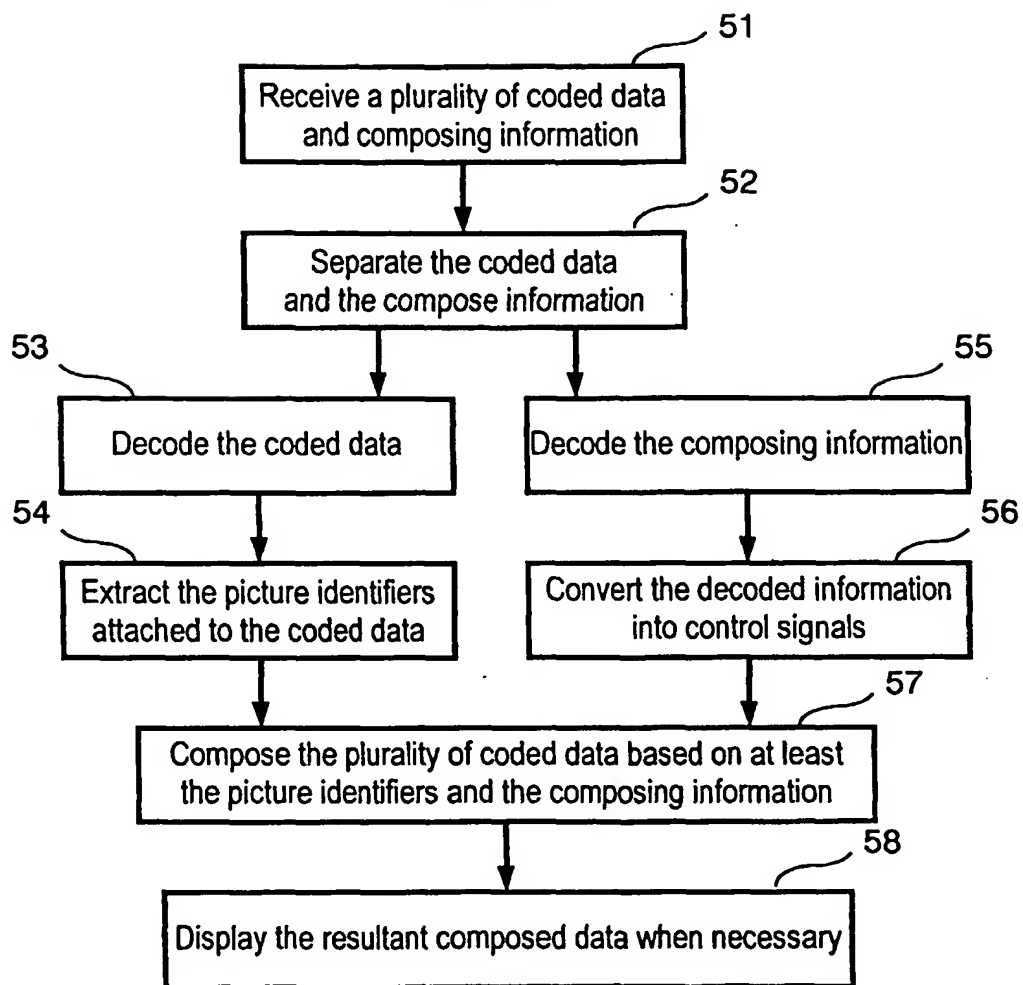 51
Receive a plurality of coded data
and composing information
52
Separate the coded data
and the compose information
53
55
Decode the coded data
Decode the composing information
54
56
Extract the picture identifiers
attached to the coded data
Convert the decoded information
into control signals
57
Compose the plurality of coded data based on at least
the picture identifiers and the composing information
58
Display the resultant composed data when necessary